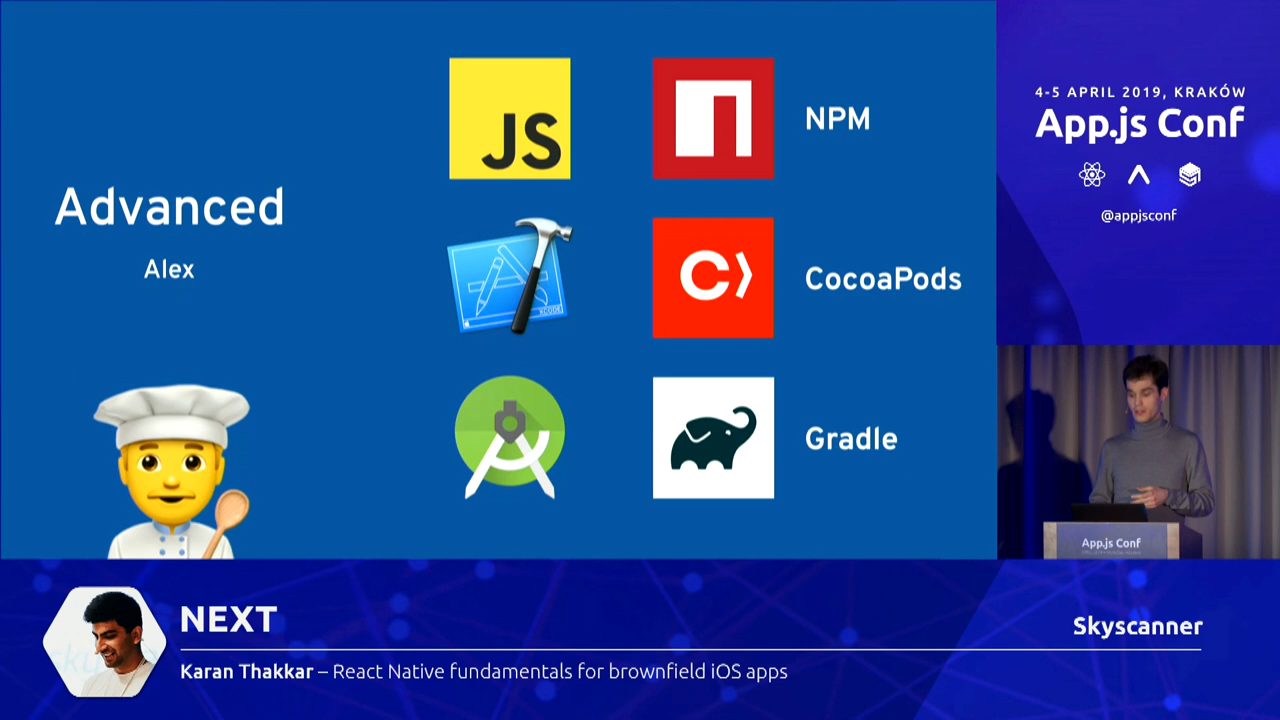 Advanced
Alex
JS
NPM
XCODE
CocoaPods
Gradle
4-5 APRIL 2019, KRAKÓW
App.js Conf
@appjsconf
App.js Conf
NEXT
Karan Thakkar – React Native fundamentals for brownfield iOS apps
Skyscanner